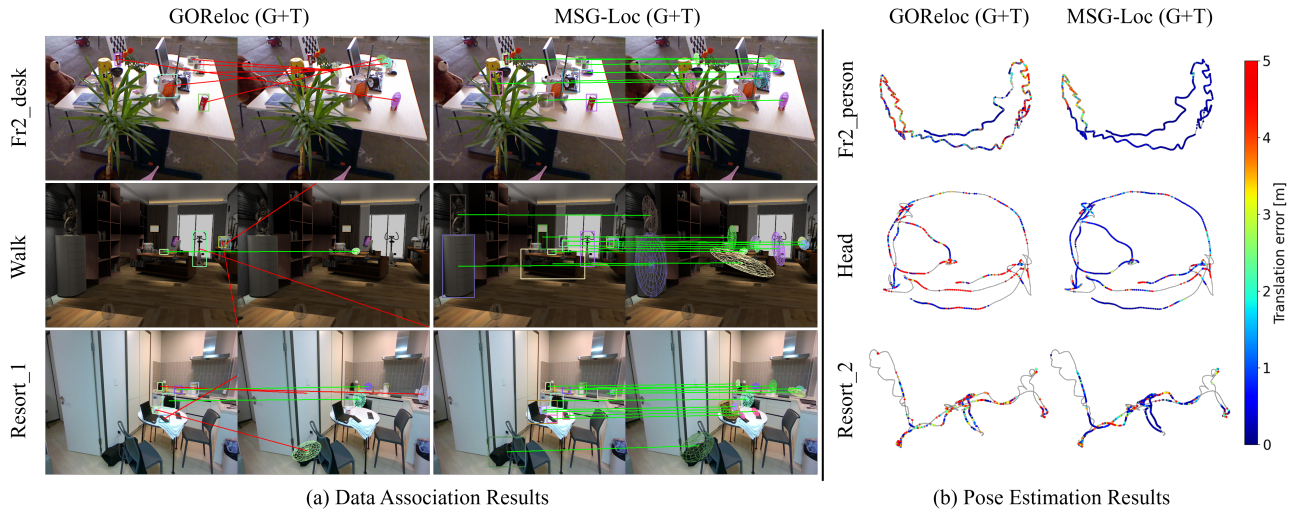 GOReloc (G+T)
MSG-Loc (G+T)
Fr2_desk
Walk
Resort_1
(a) Data Association Results
GOReloc (G+T)
MSG-Loc (G+T)
Fr2_person
Head
Resort_2
5
4
3
2
1
0
Translation error [m]
(b) Pose Estimation Results